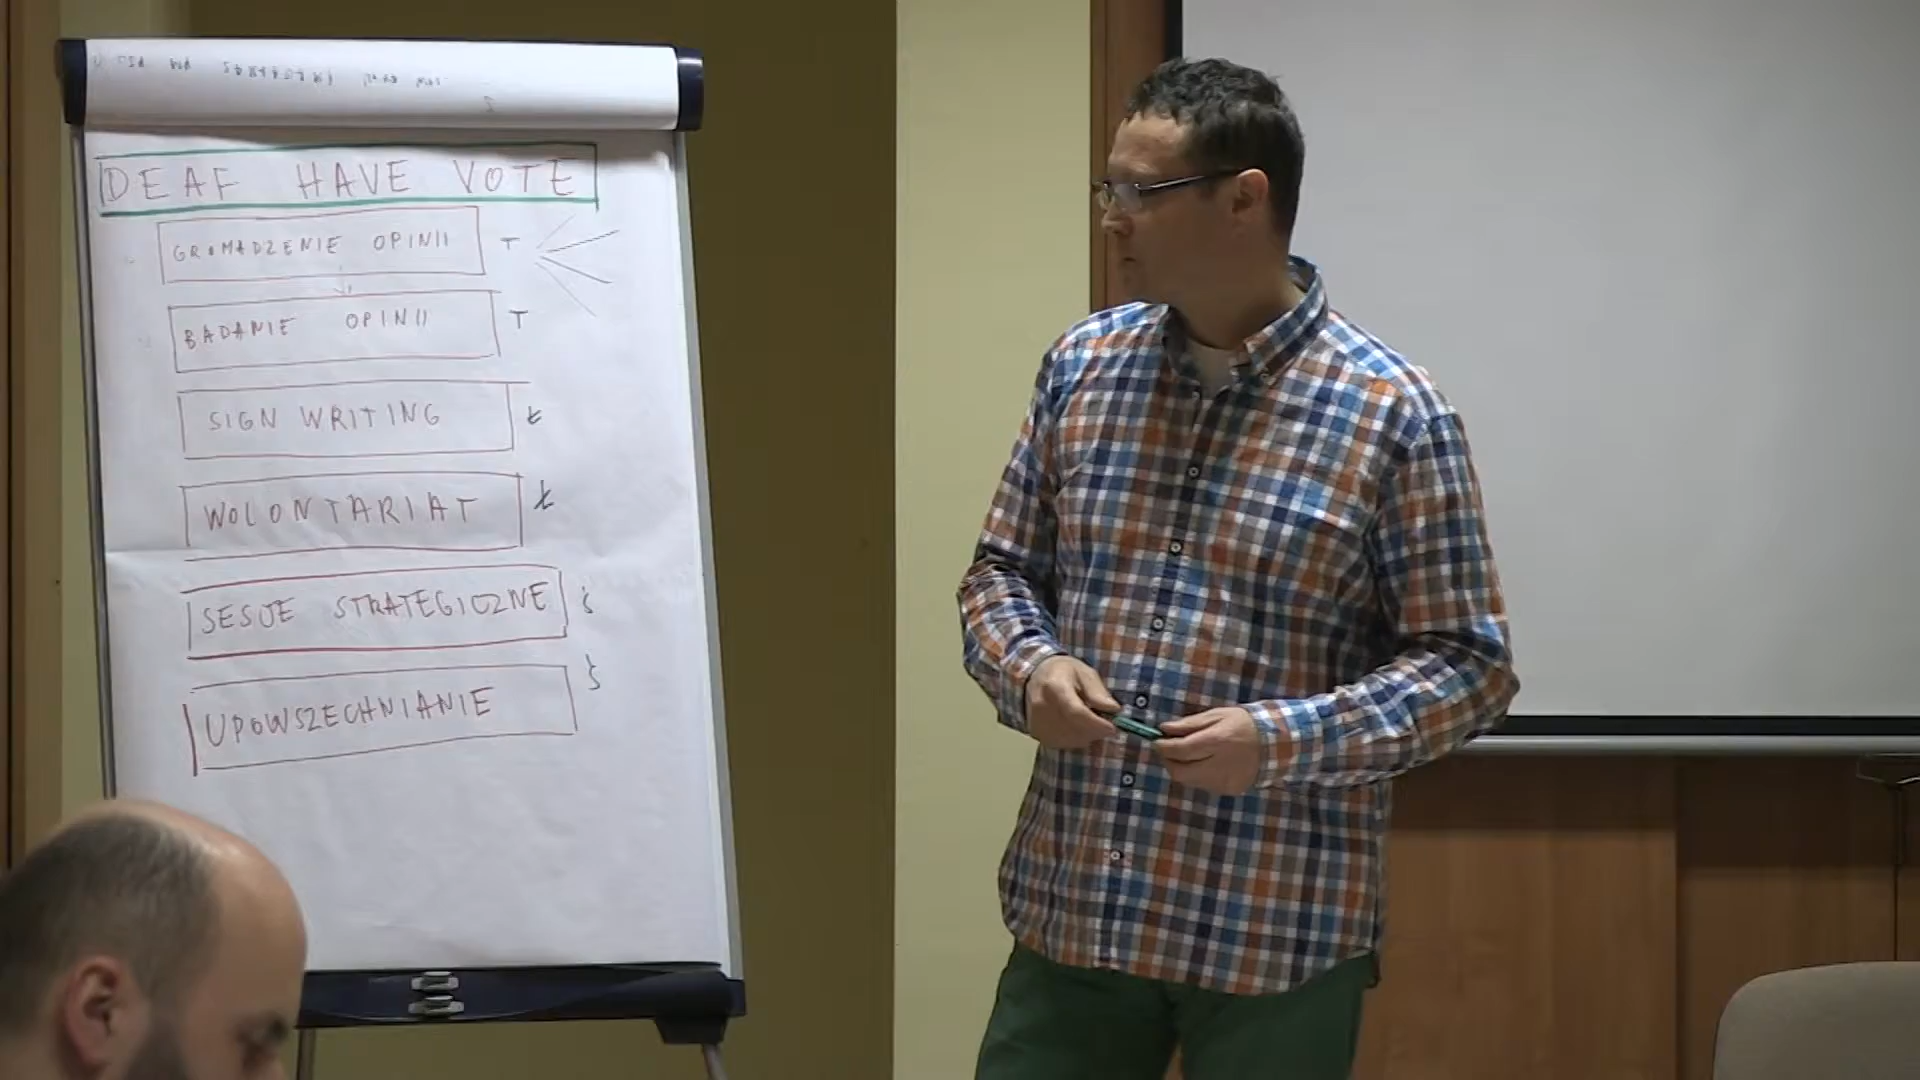 DEAF HAVE VOTE
GROMADZENIE OPINII T
BADANIE OPINII T
SIGN WRITING
WOLONTARIAT
SESJE STRATEGICZNE
UPOWSZECHNIANIE